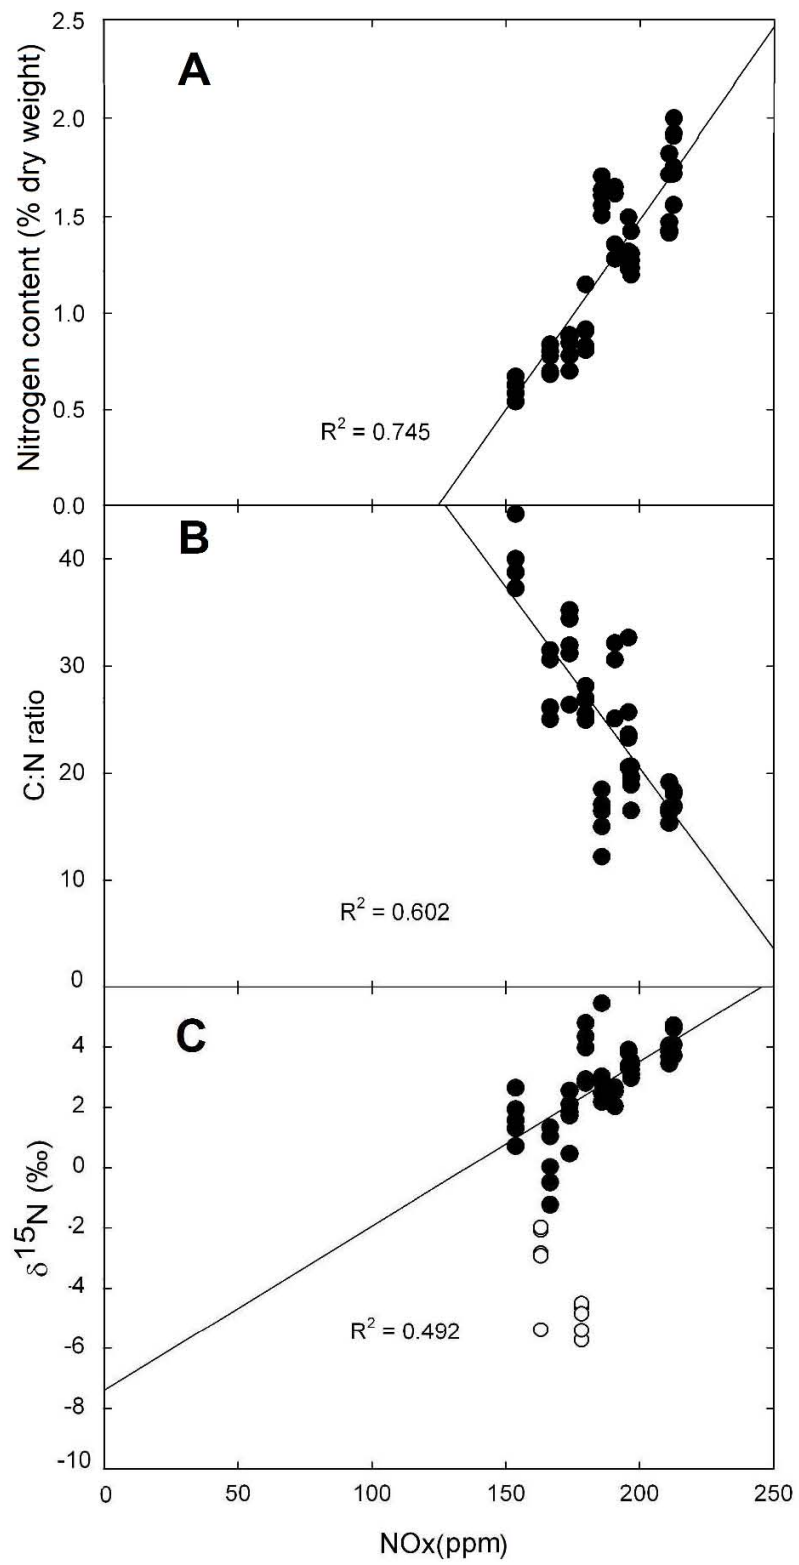 A
Nitrogen content (% dry weight)
2.5
2.0
1.5
1.0
0.5
0.0
R² = 0.745
B
C:N ratio
40
30
20
10
0
R² = 0.602
C
δ¹⁵N (‰)
4
2
0
-2
-4
-6
-8
-10
R² = 0.492
0 50 100 150 200 250
NOx(ppm)